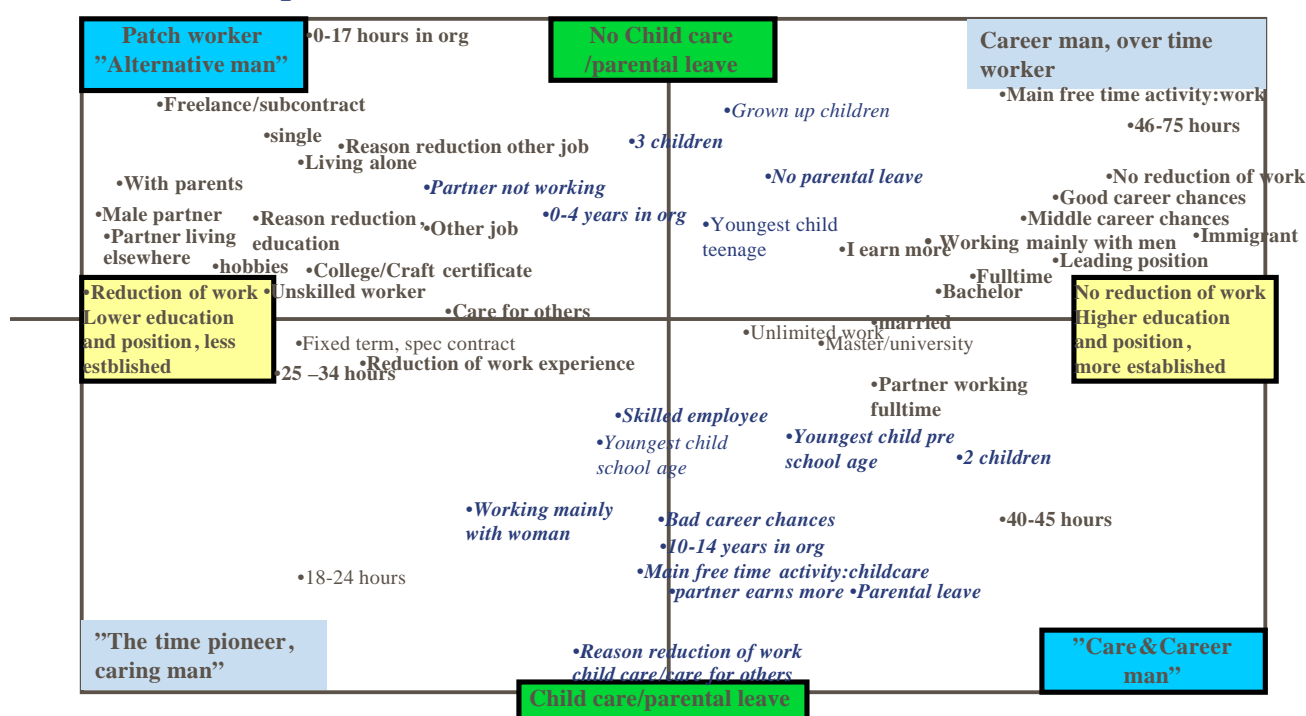 Patch worker
”Alternative man”
•0-17 hours in org
No Child care
/parental leave
Career man, over time
worker
•Freelance/subcontract
•Grown up children
•Main free time activity:work
•46-75 hours
•single
•Reason reduction other job
•3 children
•Living alone
•With parents
•Partner not working
•No parental leave
•No reduction of work
•Good career chances
•Male partner
•Reason reduction,
education
•Other job
•0-4 years in org
•Youngest child
teenage
•Middle career chances
•Partner living
elsewhere
•I earn more
•Working mainly with men
•Immigrant
•hobbies
•College/Craft certificate
•Leading position
•Fulltime
•Reduction of work
Lower education
and position, less
estblished
•Unskilled worker
•Bachelor
No reduction of work
Higher education
and position,
more established
•Care for others
•married
•Unlimited work
•Fixed term, spec contract
•Master/university
•Reduction of work experience
•25 –34 hours
•Partner working
fulltime
•Skilled employee
•Youngest child
school age
•Youngest child pre
school age
•2 children
•Working mainly
with woman
•Bad career chances
•40-45 hours
•10-14 years in org
•18-24 hours
•Main free time activity:childcare
•partner earns more •Parental leave
”The time pioneer,
caring man”
•Reason reduction of work
child care/care for others
”Care&Career
man”
Child care/parental leave